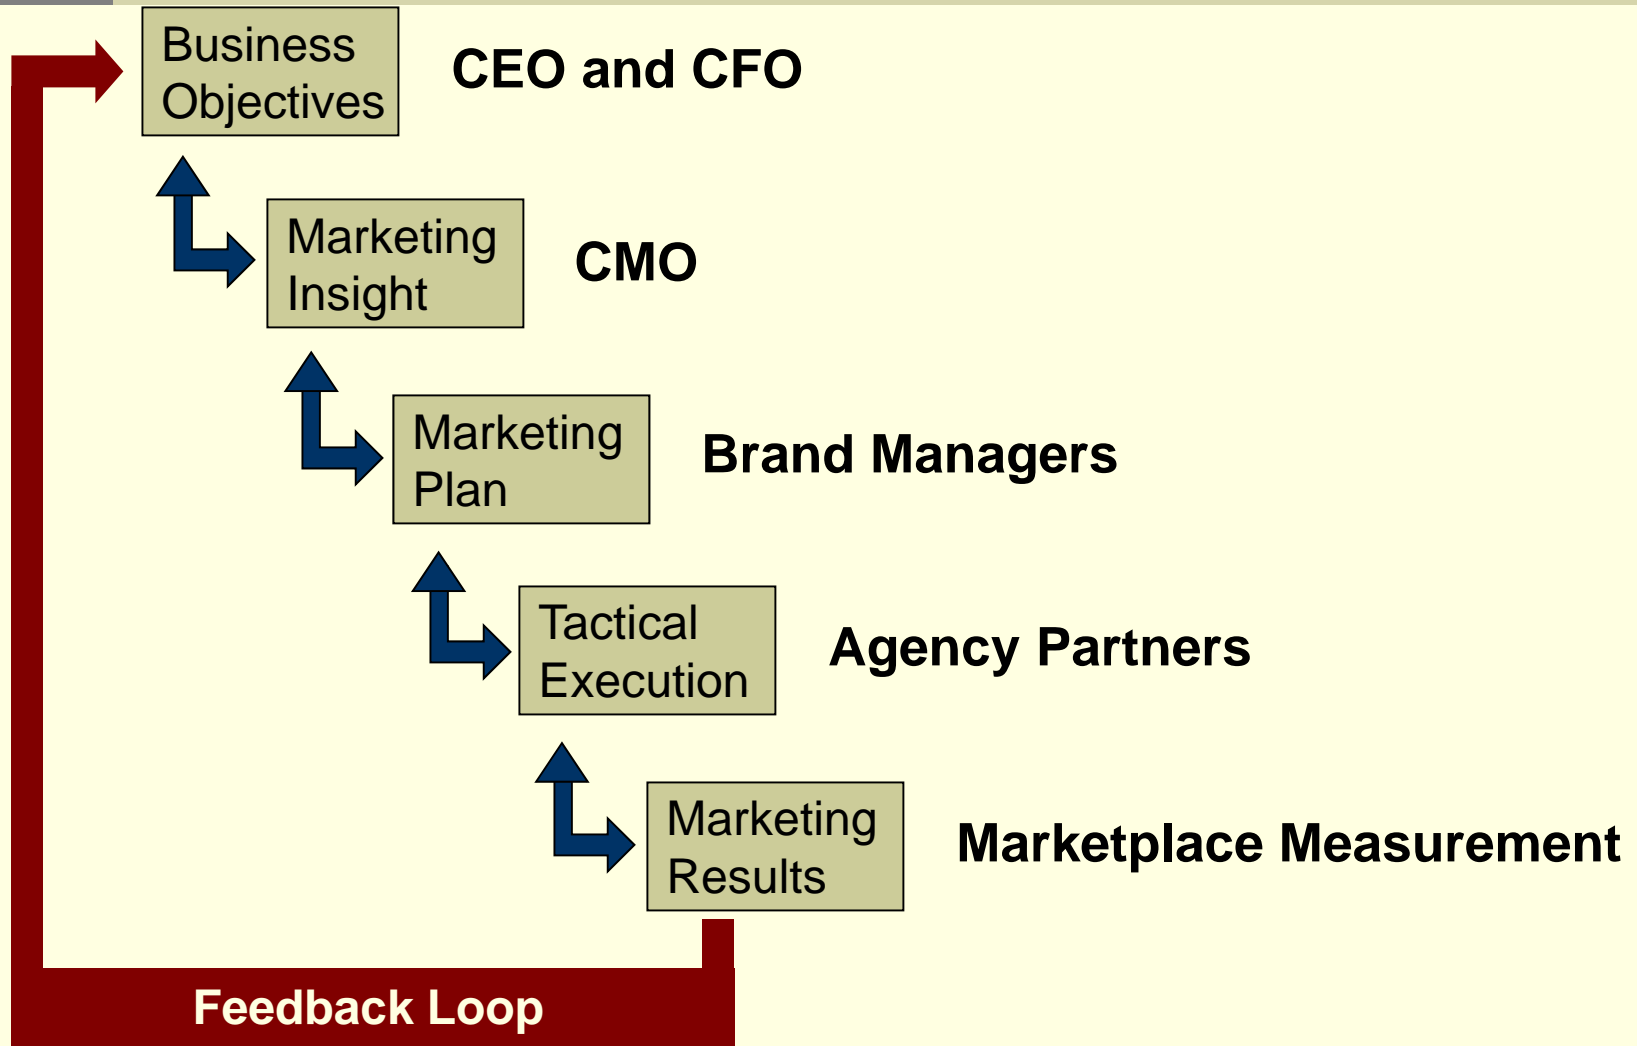 Business
Objectives
CEO and CFO
Marketing
Insight
CMO
Marketing
Plan
Brand Managers
Tactical
Execution
Agency Partners
Marketing
Results
Marketplace Measurement
Feedback Loop